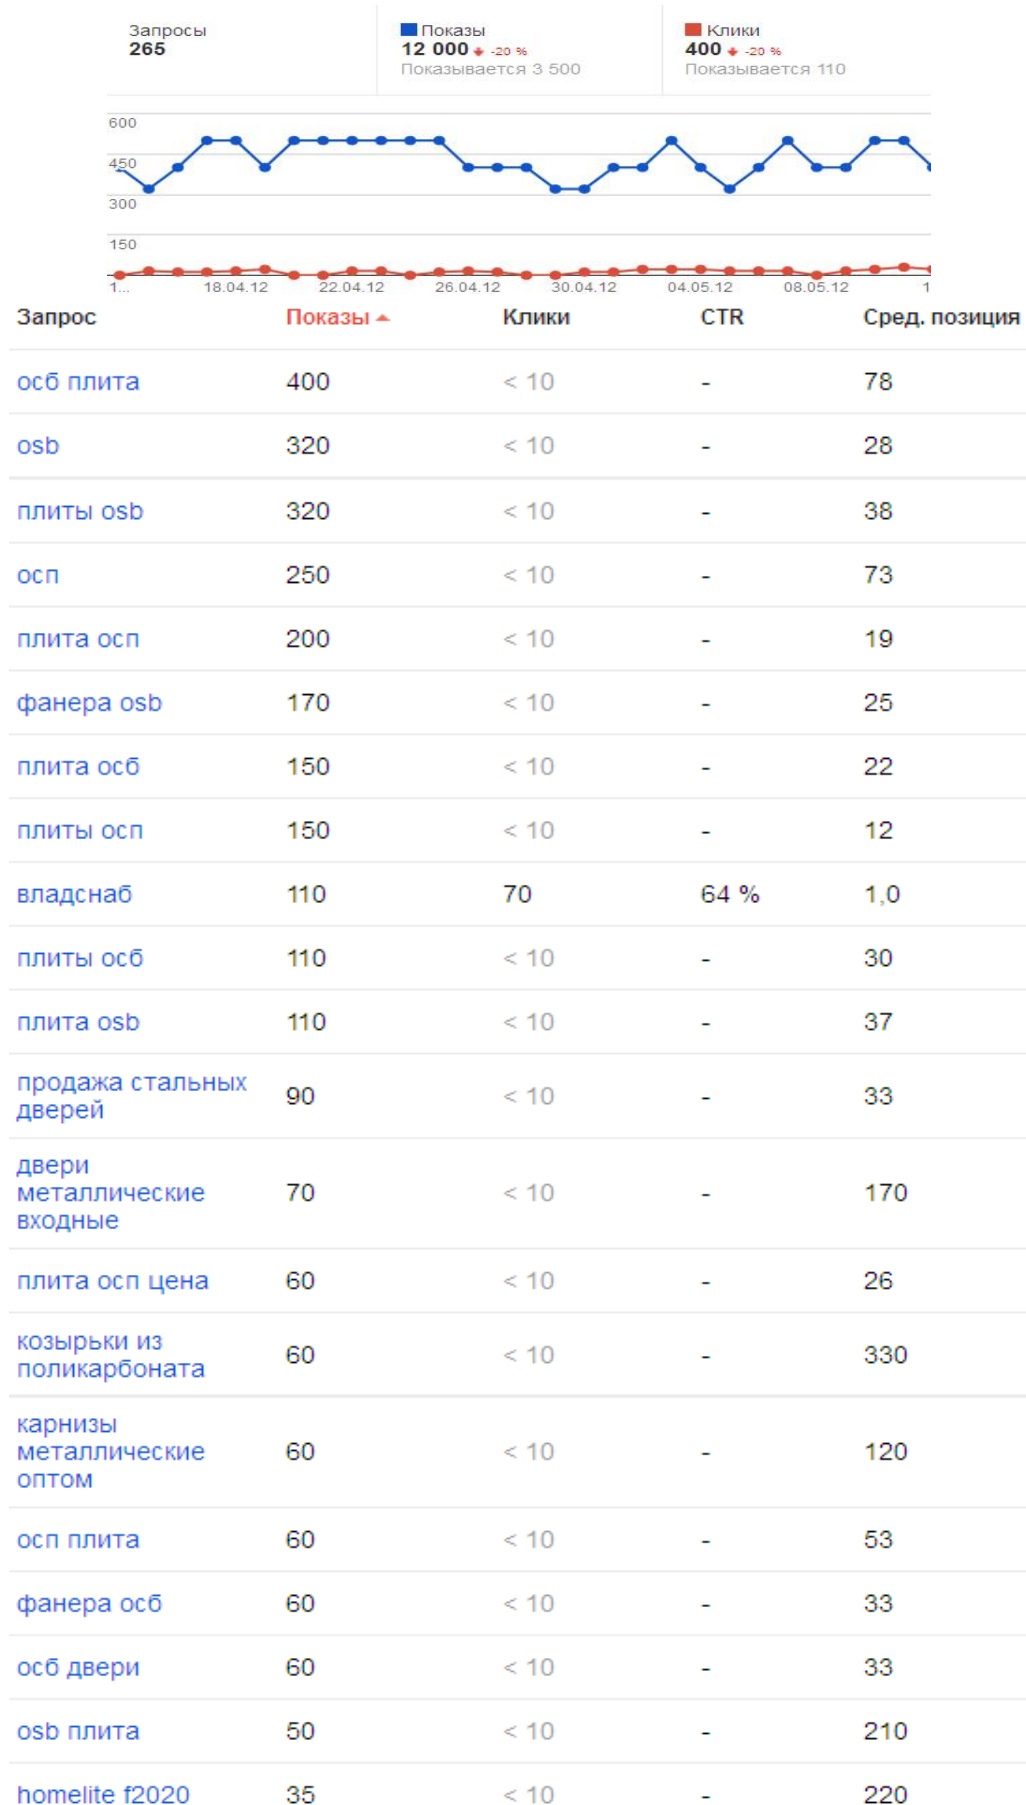 Запросы
265
Показы
12 000 -20 %
Показывается 3 500
Клики
400 -20 %
Показывается 110
600
450
300
150
1... 18.04.12 22.04.12 26.04.12 30.04.12 04.05.12 08.05.12 1
Запрос Показы Клики CTR Сред. позиция
осб плита 400 < 10 - 78
osb 320 < 10 - 28
плиты osb 320 < 10 - 38
осп 250 < 10 - 73
плита осп 200 < 10 - 19
фанера osb 170 < 10 - 25
плита осб 150 < 10 - 22
плиты осп 150 < 10 - 12
владснаб 110 70 64 % 1,0
плиты осб 110 < 10 - 30
плита osb 110 < 10 - 37
продажа стальных
дверей 90 < 10 - 33
двери
металлические 70 < 10 - 170
входные
плита осп цена 60 < 10 - 26
козырьки из
поликарбоната 60 < 10 - 330
карнизы
металлические 60 < 10 - 120
оптом
осп плита 60 < 10 - 53
фанера осб 60 < 10 - 33
осб двери 60 < 10 - 33
osb плита 50 < 10 - 210
homelite f2020 35 < 10 - 220